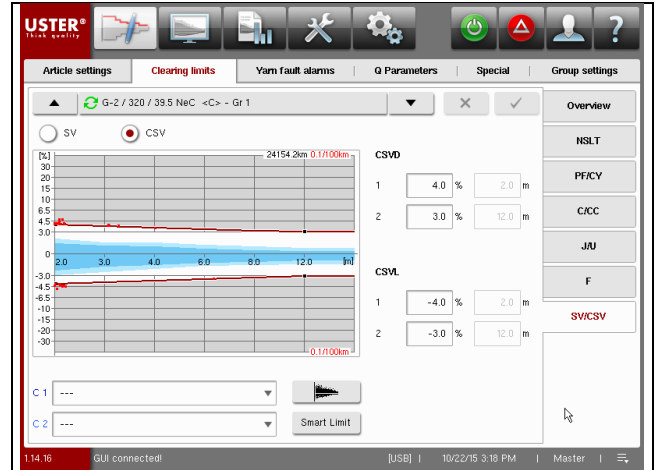 USTER®
Think quality
?
Article settings | Clearing limits | Yarn fault alarms | Q Parameters | Special | Group settings
G-2 / 320 / 39.5 NeC <C> - Gr 1
Overview
SV CSV
NSLT
[%] 24154.2km 0.1/100km
30
20
15
10
6.5
4.5
3.0
0
2.0 3.0 4.0 6.0 8.0 12.0 [m]
-3.0
-4.5
-6.5
-10
-15
-20
-30
0.1/100km
CSVD
1 4.0 % 2.0 m
2 3.0 % 12.0 m
CSVL
1 -4.0 % 2.0 m
2 -3.0 % 12.0 m
PF/CY
C/CC
J/U
F
SV/CSV
C 1 ---
C 2 --- Smart Limit
1.14.16 GUI connected! [USB] | 10/22/15 3:18 PM | Master |